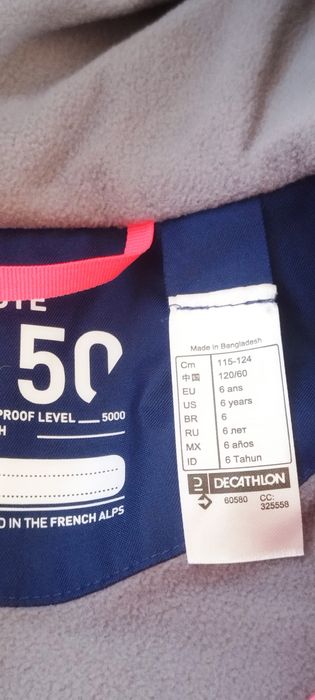 50
PROOF LEVEL 5000
IN THE FRENCH ALPS
Made in Bangladesh
Cm 115-124
中国 120/60
EU 6 ans
US 6 years
BR 6
RU 6 лет
MX 6 años
ID 6 Tahun
DECATHLON
60580 CC:
325558